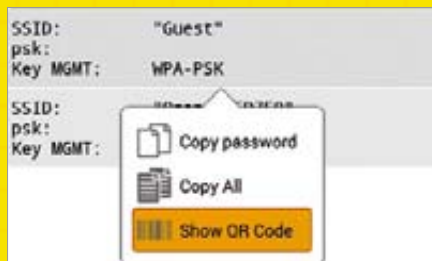 SSID: "Guest"
psk:
Key MGMT: WPA-PSK
SSID:
psk:
Key MGMT:
Copy password
Copy All
Show QR Code